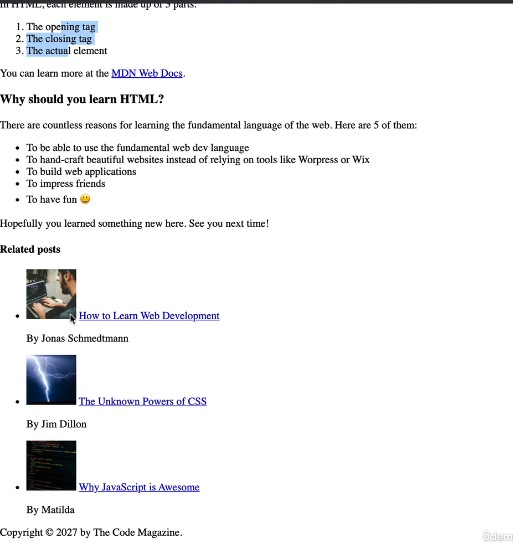 In HTML, each element is made up of 3 parts:
1. The opening tag
2. The closing tag
3. The actual element
You can learn more at the MDN Web Docs.
Why should you learn HTML?
There are countless reasons for learning the fundamental language of the web. Here are 5 of them:
• To be able to use the fundamental web dev language
• To hand-craft beautiful websites instead of relying on tools like Worpress or Wix
• To build web applications
• To impress friends
• To have fun 😀
Hopefully you learned something new here. See you next time!
Related posts
• How to Learn Web Development
By Jonas Schmedtmann
• The Unknown Powers of CSS
By Jim Dillon
• Why JavaScript is Awesome
By Matilda
Copyright © 2027 by The Code Magazine.